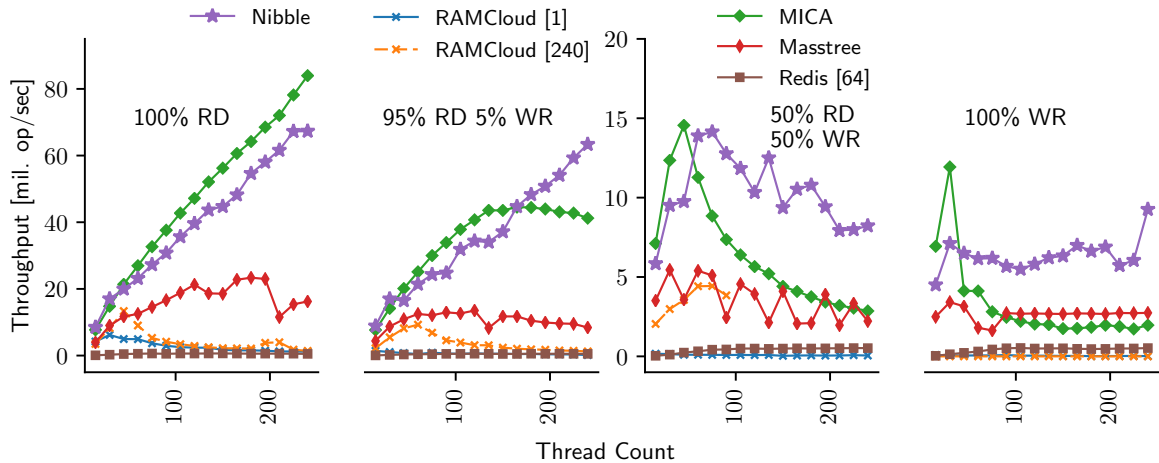 Nibble
RAMCloud [1]
RAMCloud [240]
MICA
Masstree
Redis [64]
Throughput [mil. op/sec]
80
60
40
20
0
100% RD
100
200
95% RD 5% WR
100
200
20
15
10
5
0
50% RD
50% WR
100
200
100% WR
100
200
Thread Count